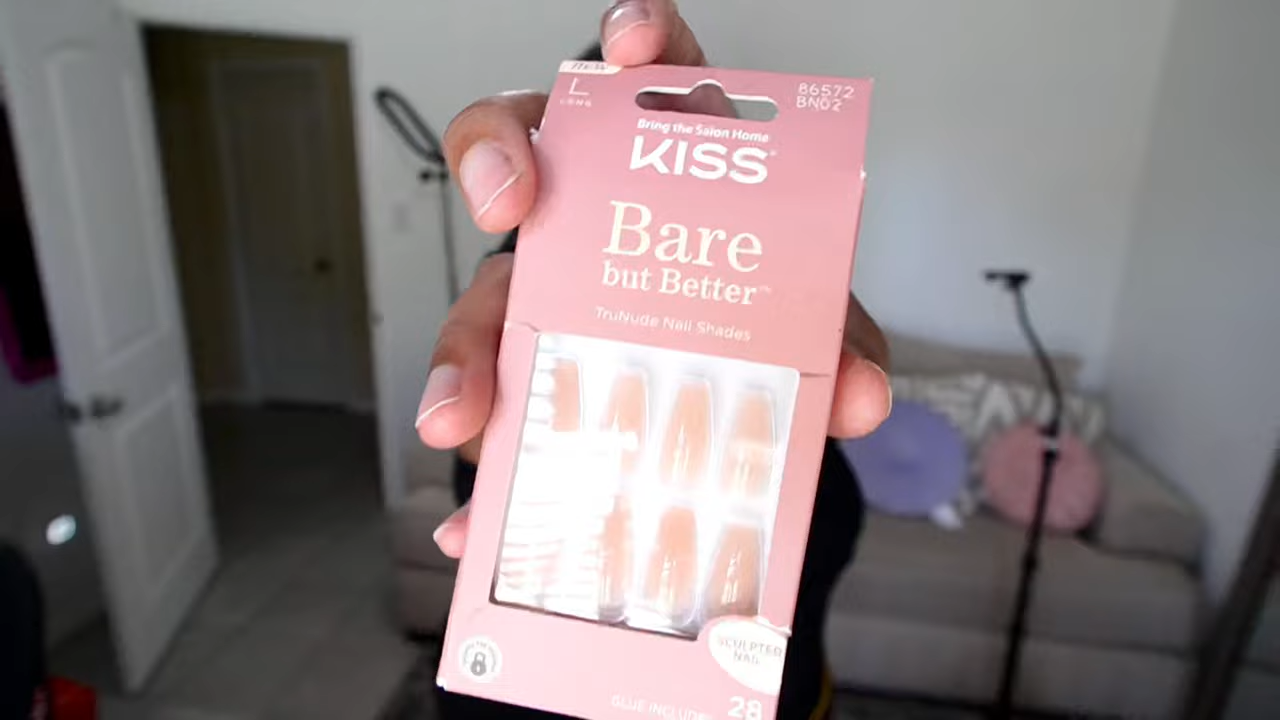 new
L
LONG
86572
BN02
Bring the Salon Home
KISS
Bare
but Better™
TruNude Nail Shades
SCULPTED
NAIL
GLUE INCLUDED
28